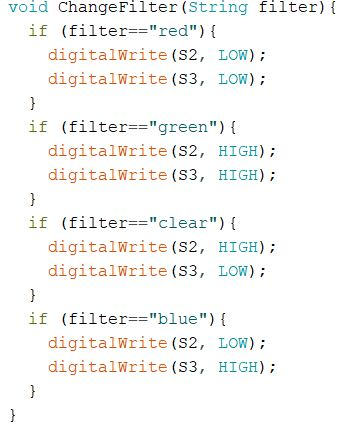 void ChangeFilter(String filter){
  if (filter=="red"){
    digitalWrite(S2, LOW);
    digitalWrite(S3, LOW);
  }
  if (filter=="green"){
    digitalWrite(S2, HIGH);
    digitalWrite(S3, HIGH);
  }
  if (filter=="clear"){
    digitalWrite(S2, HIGH);
    digitalWrite(S3, LOW);
  }
  if (filter=="blue"){
    digitalWrite(S2, LOW);
    digitalWrite(S3, HIGH);
  }
}